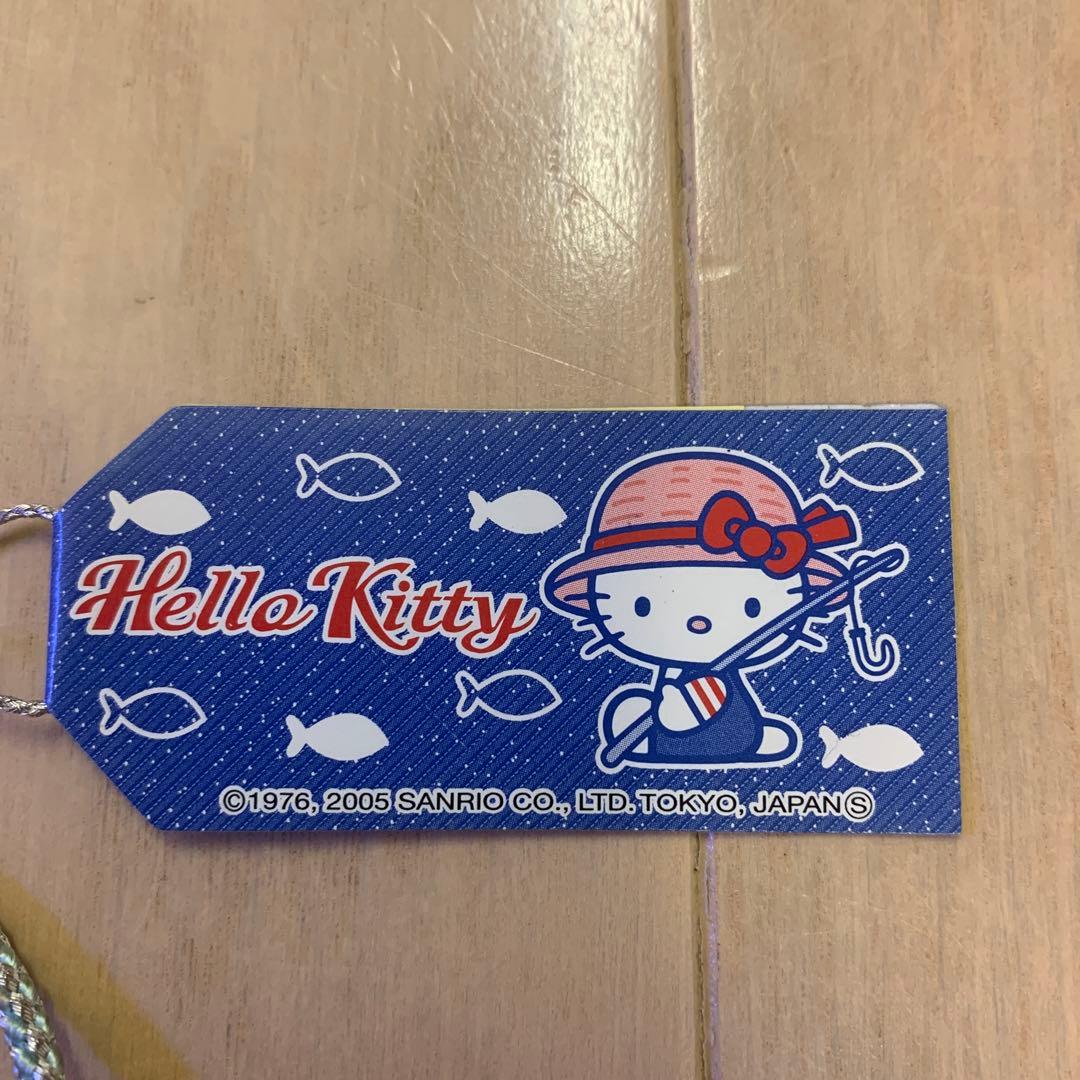 Hello Kitty
©1976, 2005 SANRIO CO., LTD. TOKYO, JAPAN Ⓢ